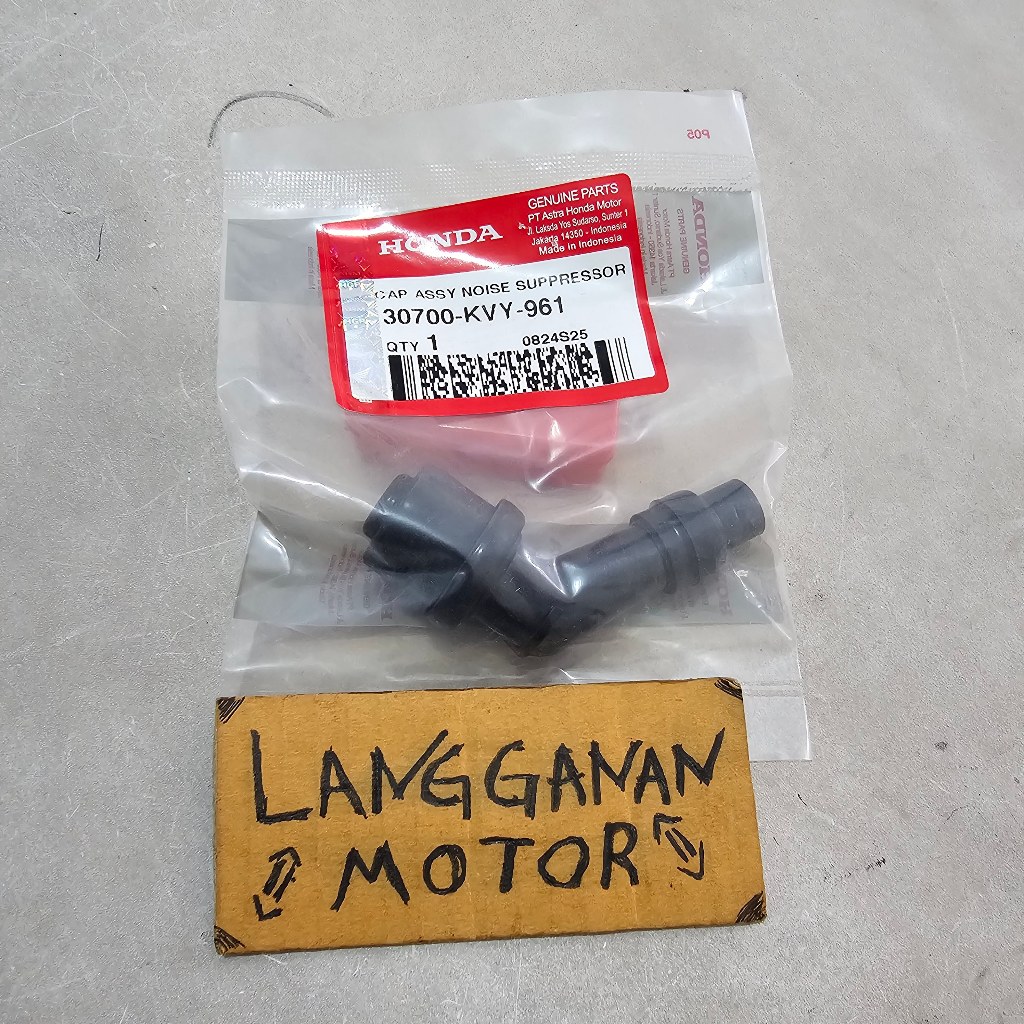 P05
GENUINE PARTS
PT Astra Honda Motor
Jl. Laksda Yos Sudarso, Sunter 1
Jakarta 14350 - Indonesia
Made in Indonesia
HONDA
CAP ASSY NOISE SUPPRESSOR
30700-KVY-961
QTY 1
0824S25
LANGGANAN
MOTOR